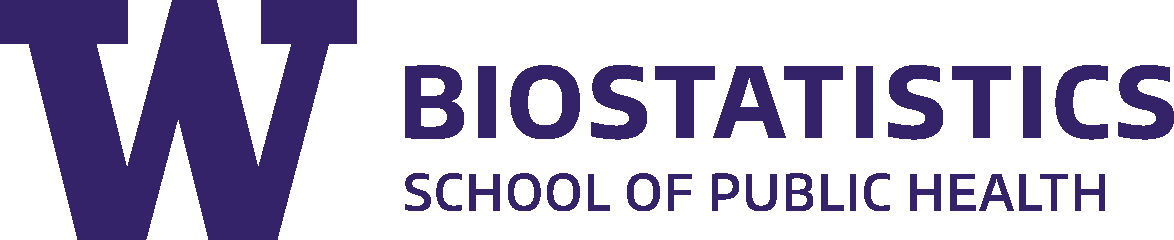 W
BIOSTATISTICS
SCHOOL OF PUBLIC HEALTH